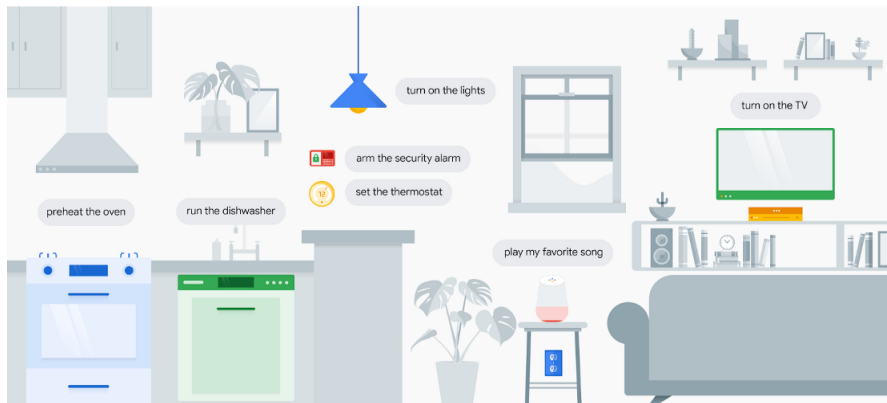 turn on the lights
turn on the TV
arm the security alarm
set the thermostat
preheat the oven
run the dishwasher
play my favorite song